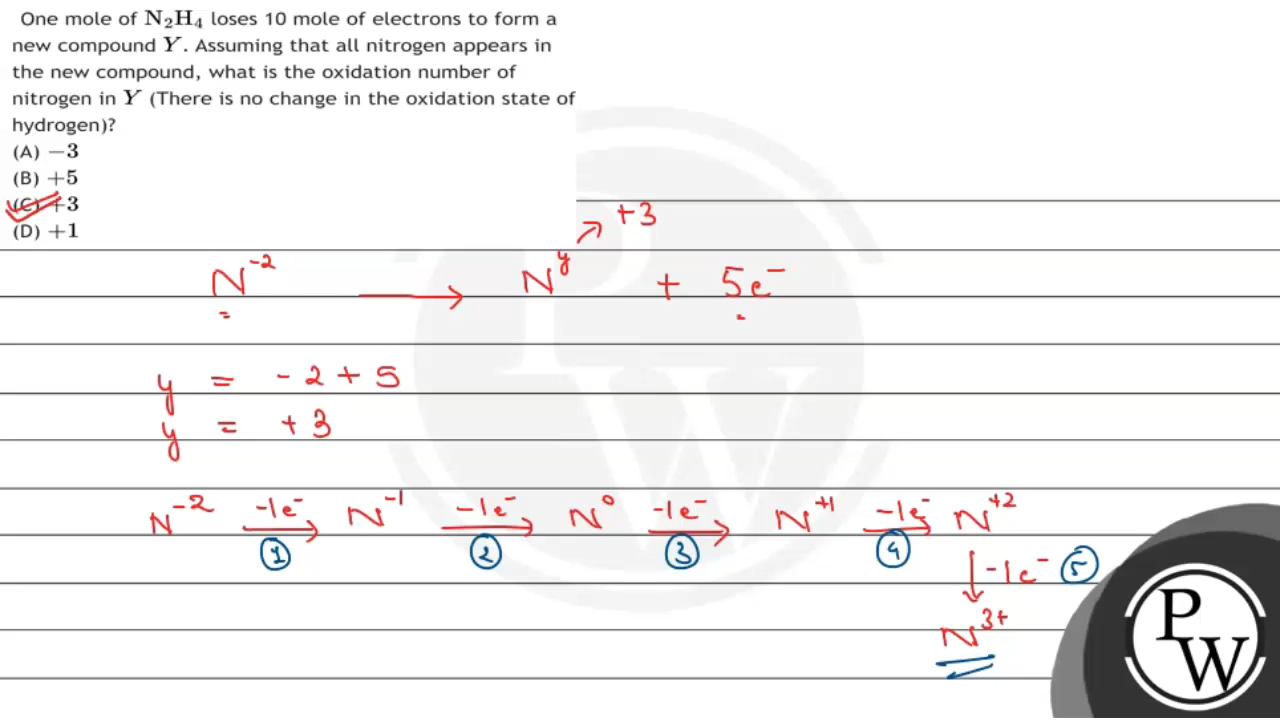 One mole of N₂H₄ loses 10 mole of electrons to form a
new compound Y. Assuming that all nitrogen appears in
the new compound, what is the oxidation number of
nitrogen in Y (There is no change in the oxidation state of
hydrogen)?
(A) −3
(B) +5
(C) +3
(D) +1
+3
N⁻² → Nʸ + 5e⁻
y = -2 + 5
y = +3
N⁻² -1e⁻ → N⁻¹ -1e⁻ → N⁰ -1e⁻ → N⁺¹ -1e⁻ → N⁺²
① ② ③ ④
-1e⁻ ⑤
N³⁺
P
W